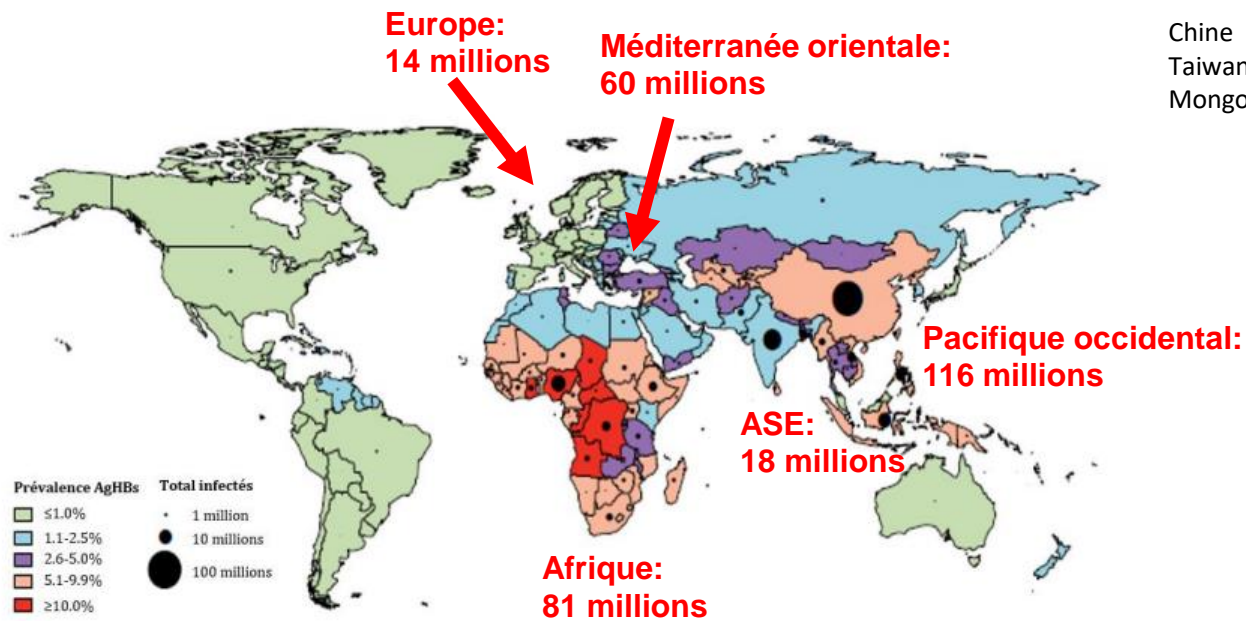 Europe:
14 millions
Méditerranée orientale:
60 millions
Chine
Taiwan
Mongo
Pacifique occidental:
116 millions
ASE:
18 millions
Afrique:
81 millions
Prévalence AgHBs
≤1.0%
1.1-2.5%
2.6-5.0%
5.1-9.9%
≥10.0%
Total infectés
1 million
10 millions
100 millions